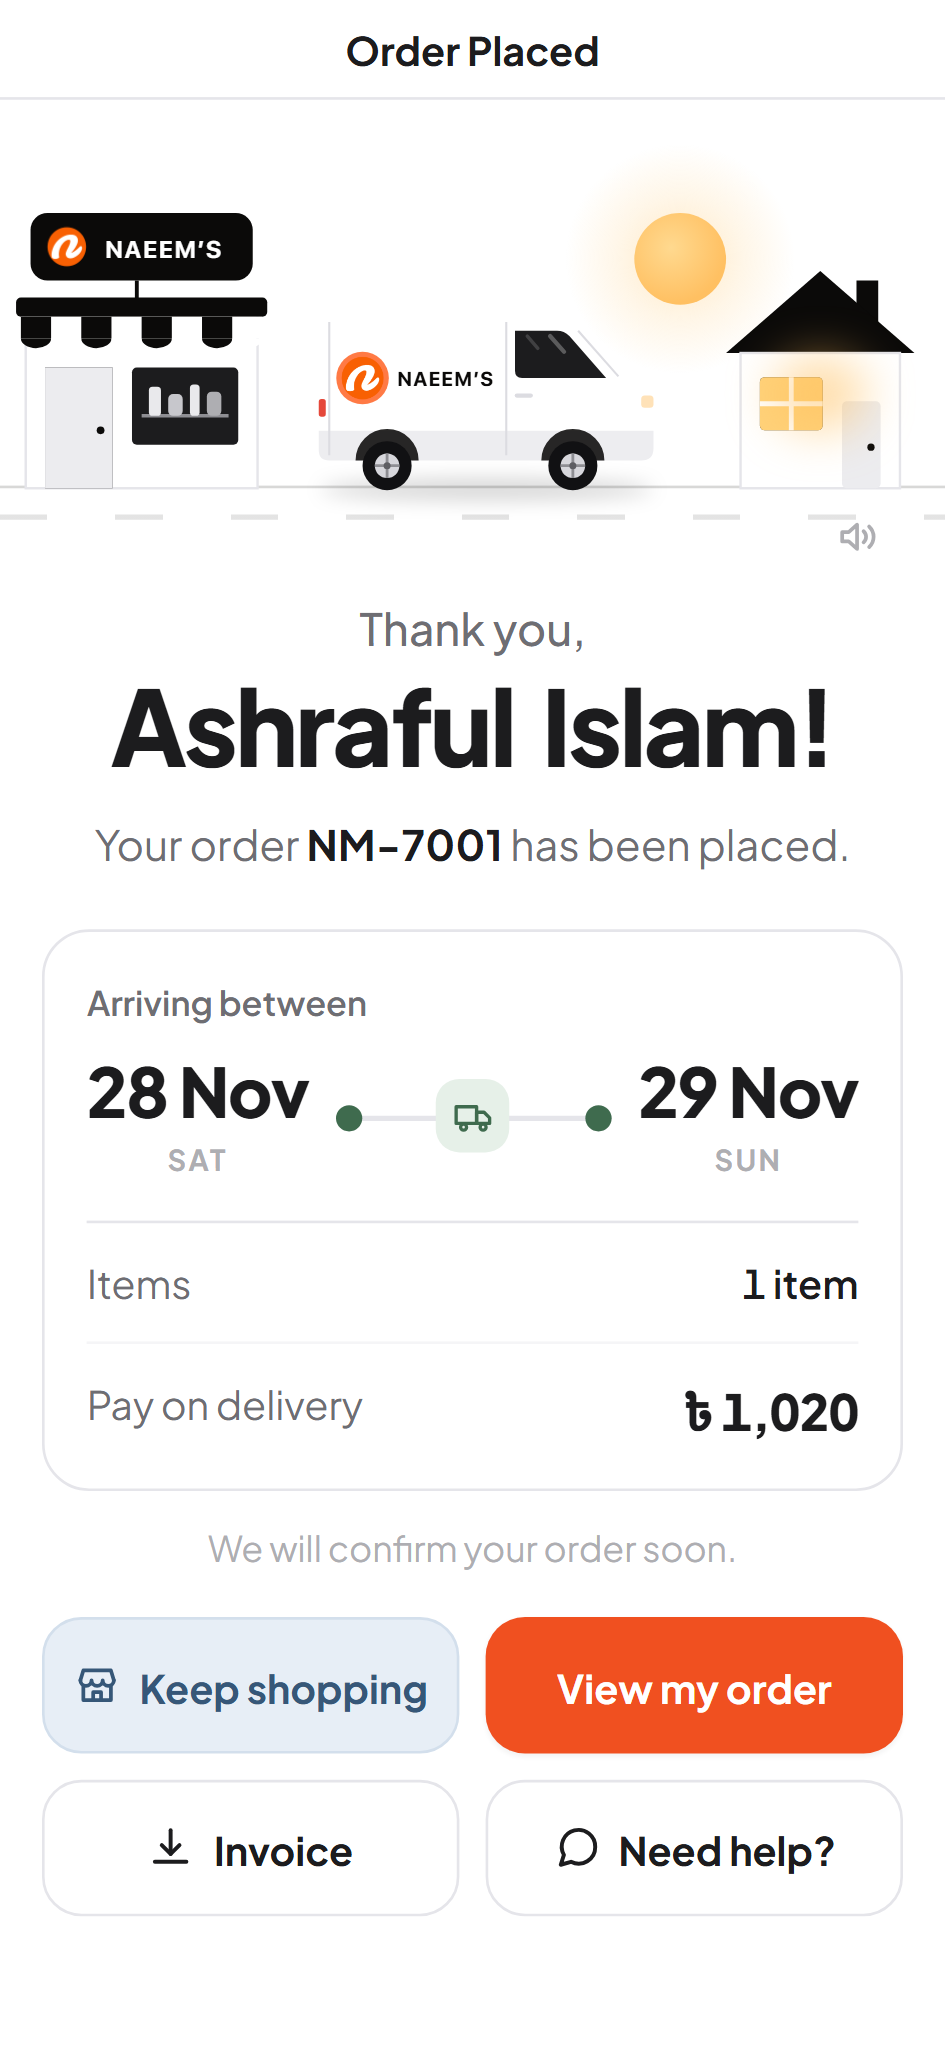 Order Placed
NAEEM'S
NAEEM'S
Thank you,
Ashraful Islam!
Your order NM-7001 has been placed.
Arriving between
28 Nov
29 Nov
SAT
SUN
Items
1 item
Pay on delivery
৳ 1,020
We will confirm your order soon.
Keep shopping
View my order
Invoice
Need help?